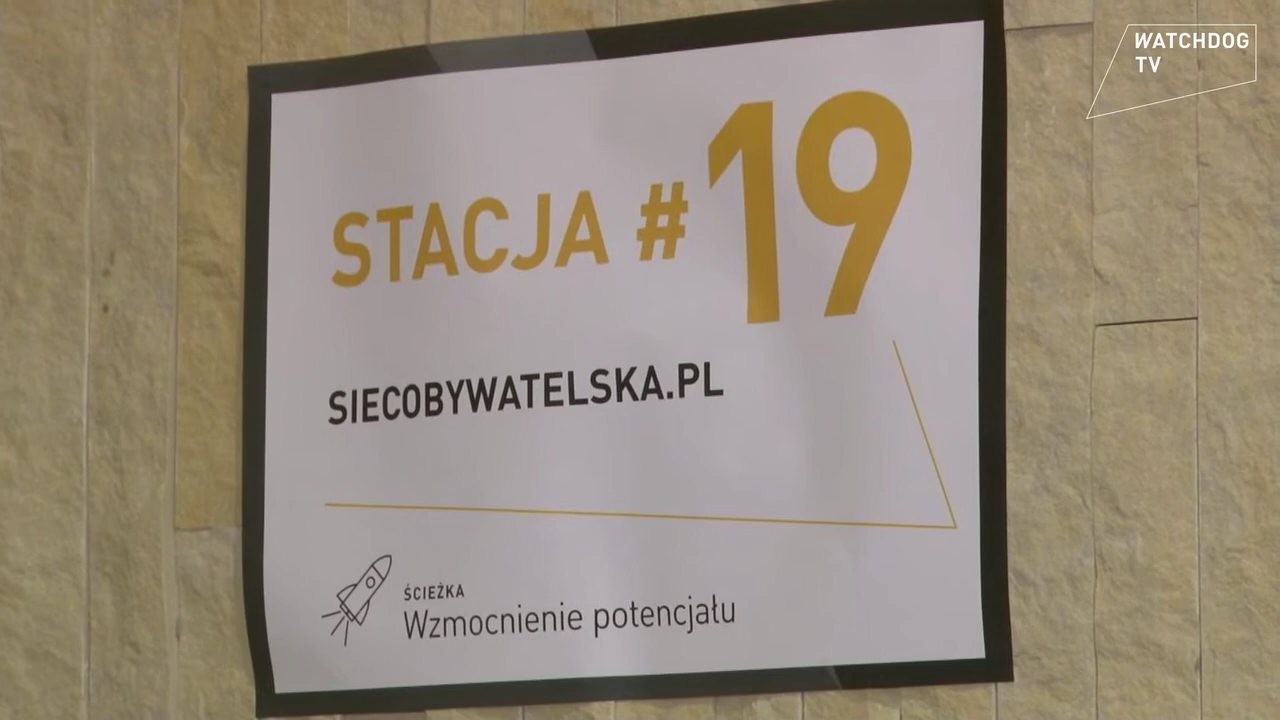 WATCHDOG
TV
STACJA #19
SIECOBYWATELSKA.PL
ŚCIEŻKA
Wzmocnienie potencjału